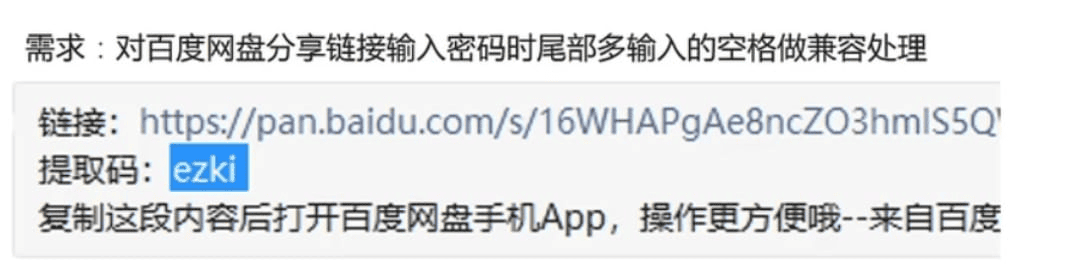 需求：对百度网盘分享链接输入密码时尾部多输入的空格做兼容处理
链接：https://pan.baidu.com/s/16WHAPgAe8ncZO3hmlS5Q
提取码：ezki
复制这段内容后打开百度网盘手机App，操作更方便哦--来自百度